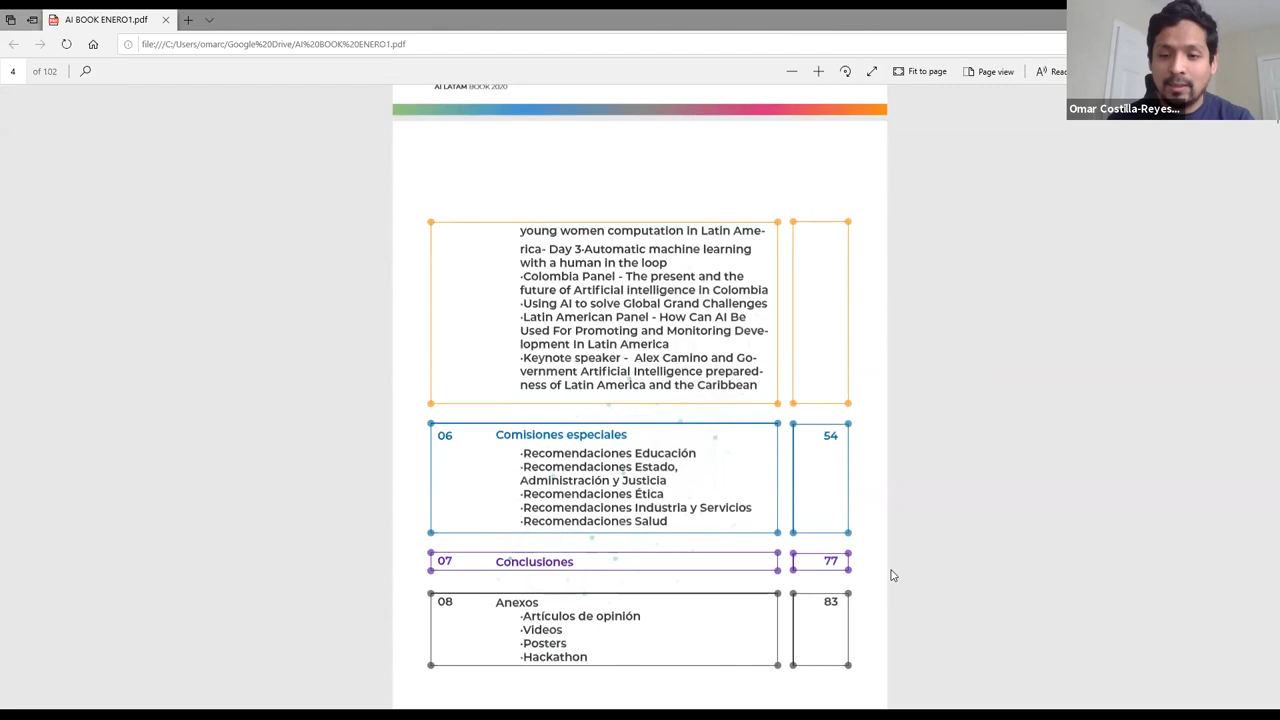 AI BOOK ENERO1.pdf
file:///C:/Users/omarc/Google%20Drive/AI%20BOOK%20ENERO1.pdf
4 of 102
Fit to page
Page view
Read
Omar Costilla-Reyes...
AI LATAM BOOK 2020
young women computation in Latin Ame-
rica- Day 3·Automatic machine learning
with a human in the loop
·Colombia Panel - The present and the
future of Artificial intelligence in Colombia
·Using AI to solve Global Grand Challenges
·Latin American Panel - How Can AI Be
Used For Promoting and Monitoring Deve-
lopment In Latin America
·Keynote speaker - Alex Camino and Go-
vernment Artificial Intelligence prepared-
ness of Latin America and the Caribbean
06 Comisiones especiales 54
·Recomendaciones Educación
·Recomendaciones Estado,
Administración y Justicia
·Recomendaciones Ética
·Recomendaciones Industria y Servicios
·Recomendaciones Salud
07 Conclusiones 77
08 Anexos 83
·Artículos de opinión
·Videos
·Posters
·Hackathon